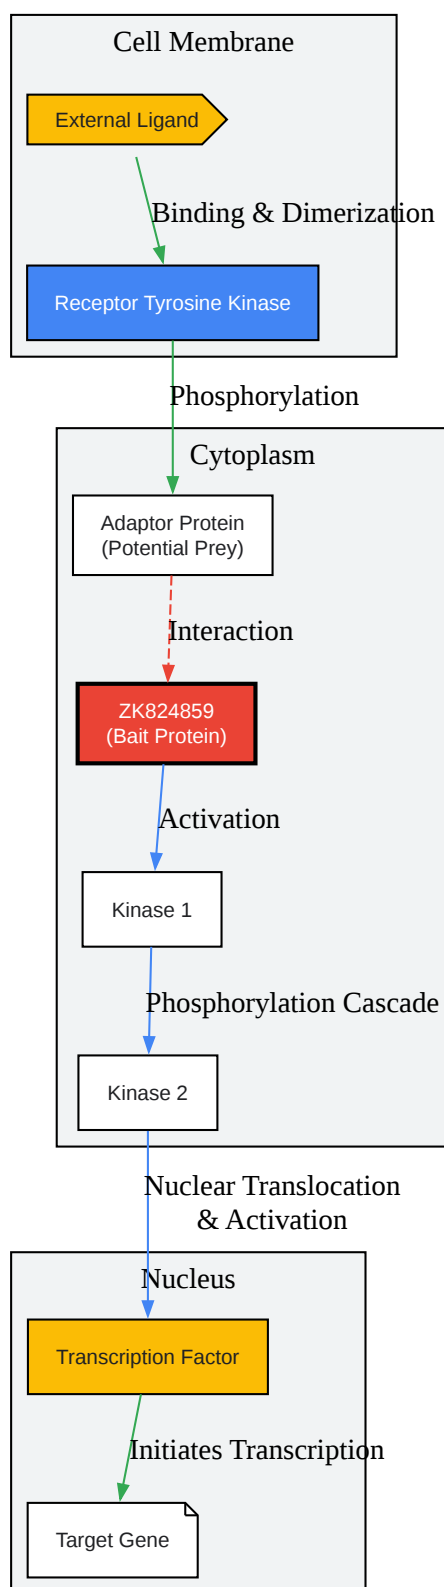 Cell Membrane
External Ligand
Binding & Dimerization
Receptor Tyrosine Kinase
Phosphorylation
Cytoplasm
Adaptor Protein
(Potential Prey)
Interaction
ZK824859
(Bait Protein)
Activation
Kinase 1
Phosphorylation Cascade
Kinase 2
Nuclear Translocation
& Activation
Nucleus
Transcription Factor
Initiates Transcription
Target Gene